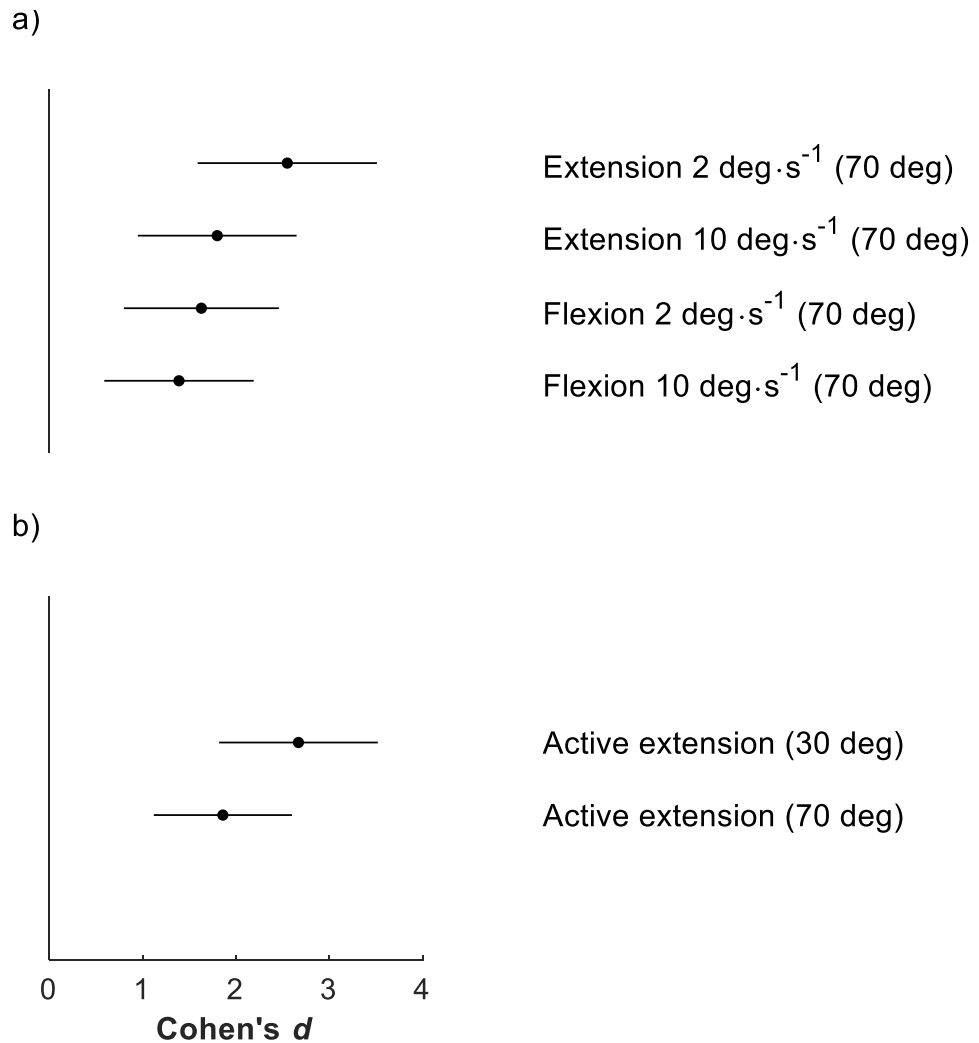 a)
Extension 2 deg·s⁻¹ (70 deg)
Extension 10 deg·s⁻¹ (70 deg)
Flexion 2 deg·s⁻¹ (70 deg)
Flexion 10 deg·s⁻¹ (70 deg)
b)
Active extension (30 deg)
Active extension (70 deg)
0 1 2 3 4
Cohen's d